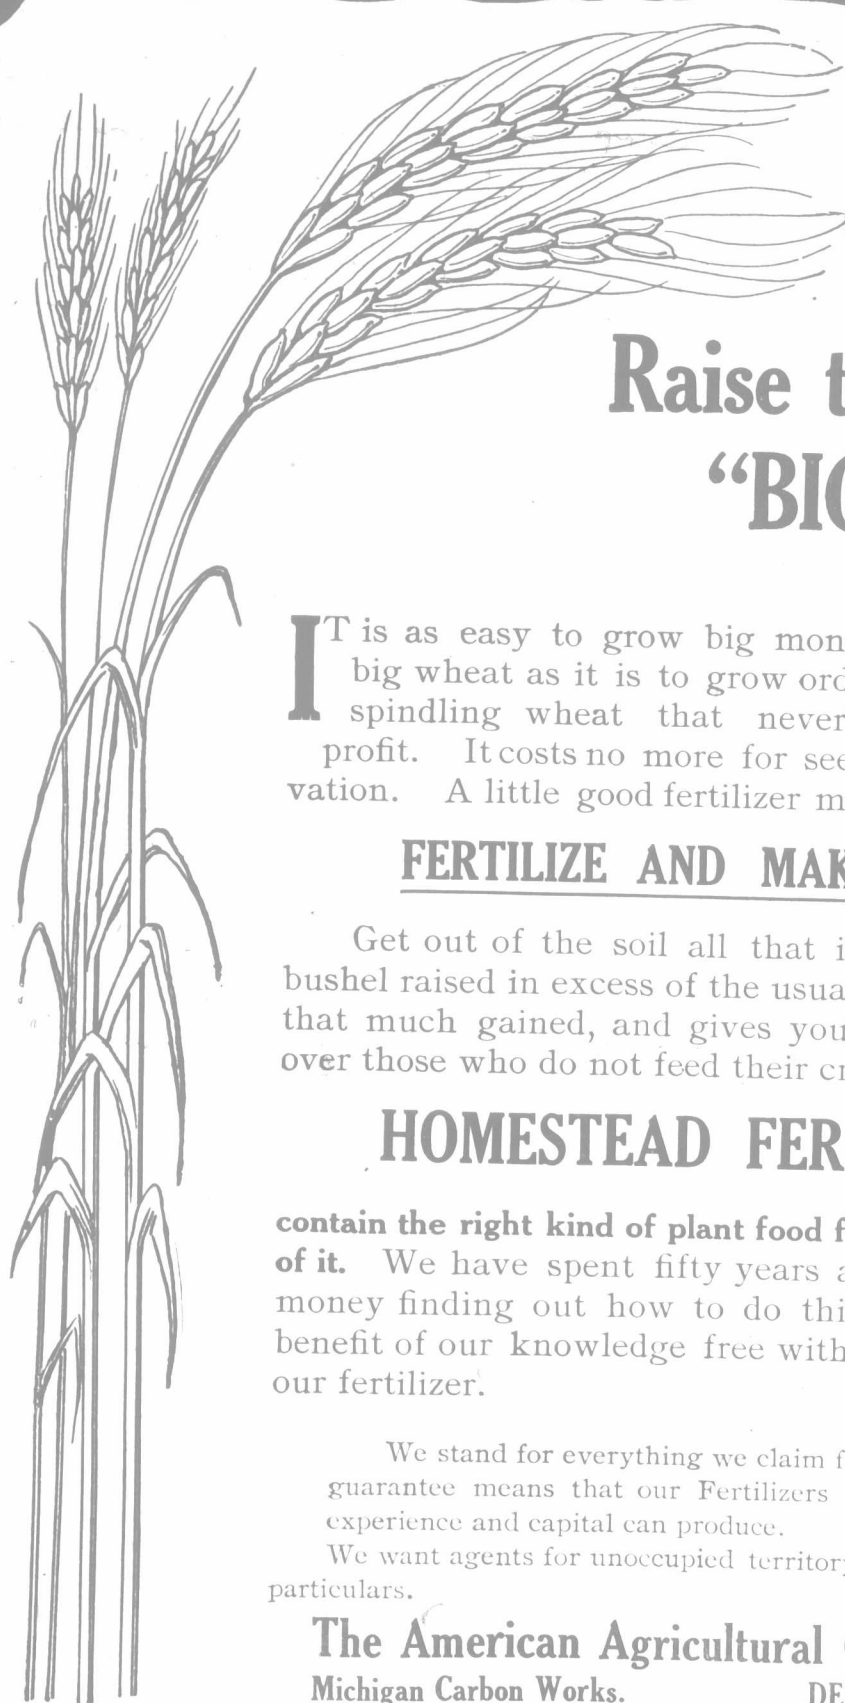 Raise t
“BIG
IT is as easy to grow big mon
big wheat as it is to grow ord
spindling wheat that never
profit. It costs no more for see
vation. A little good fertilizer m
FERTILIZE AND MAK
Get out of the soil all that i
bushel raised in excess of the usua
that much gained, and gives you
over those who do not feed their cr
HOMESTEAD FER
contain the right kind of plant food f
of it. We have spent fifty years a
money finding out how to do thi
benefit of our knowledge free with
our fertilizer.
We stand for everything we claim f
guarantee means that our Fertilizers
experience and capital can produce.
We want agents for unoccupied territory
particulars.
The American Agricultural
Michigan Carbon Works. DE